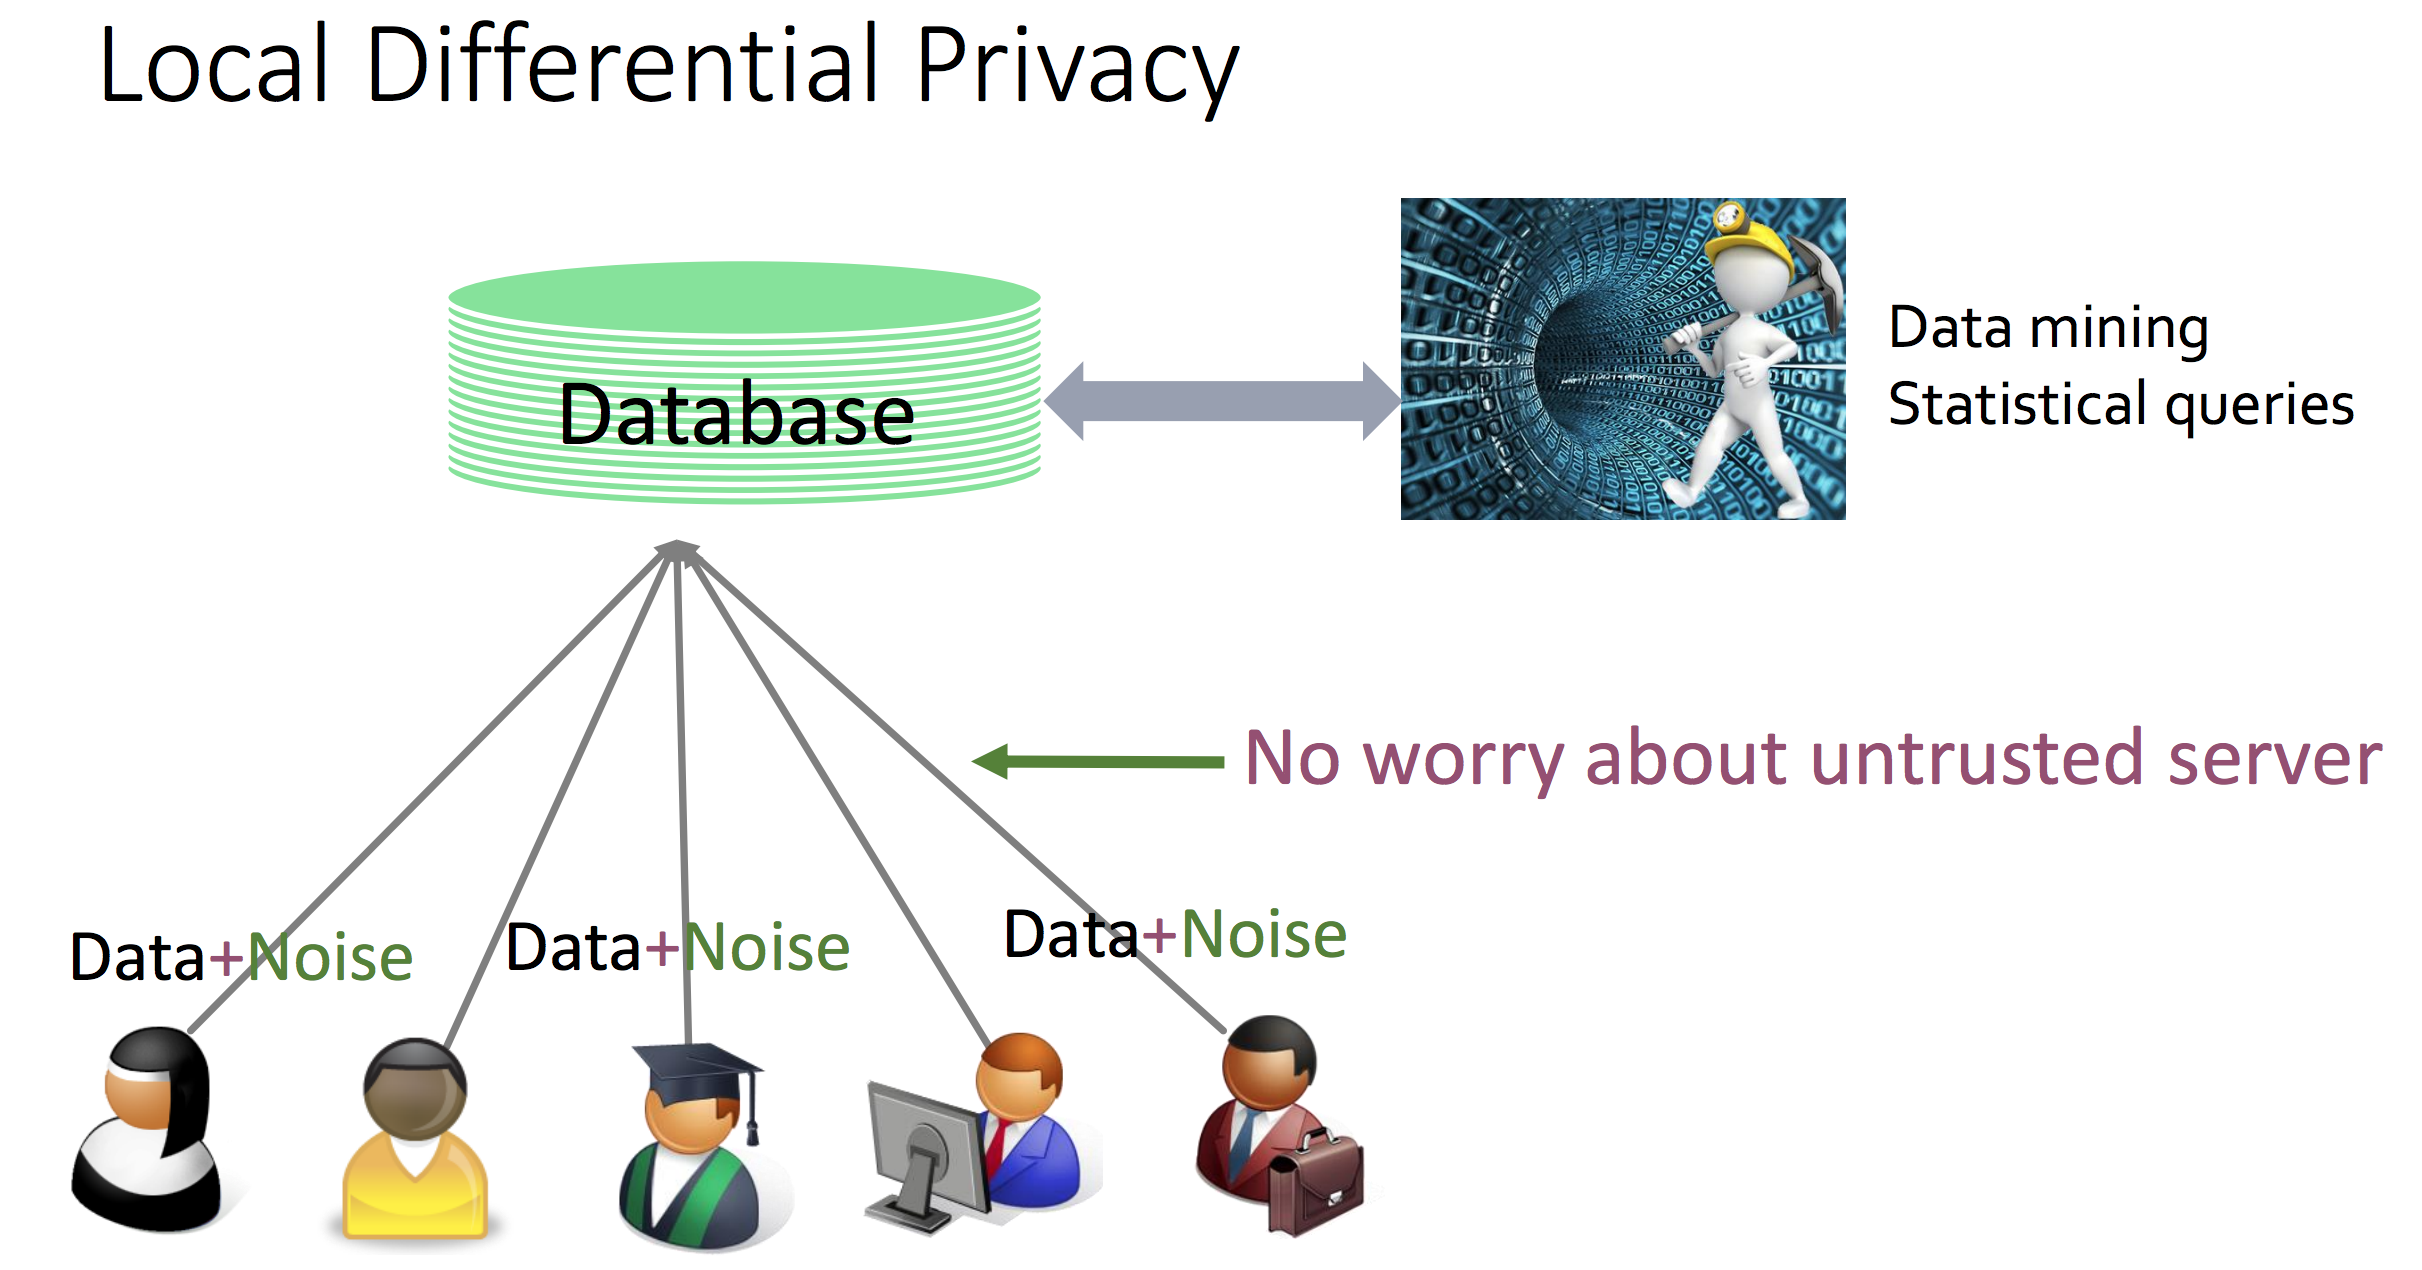 Local Differential Privacy
Database
Data mining
Statistical queries
No worry about untrusted server
Data+Noise
Data+Noise
Data+Noise